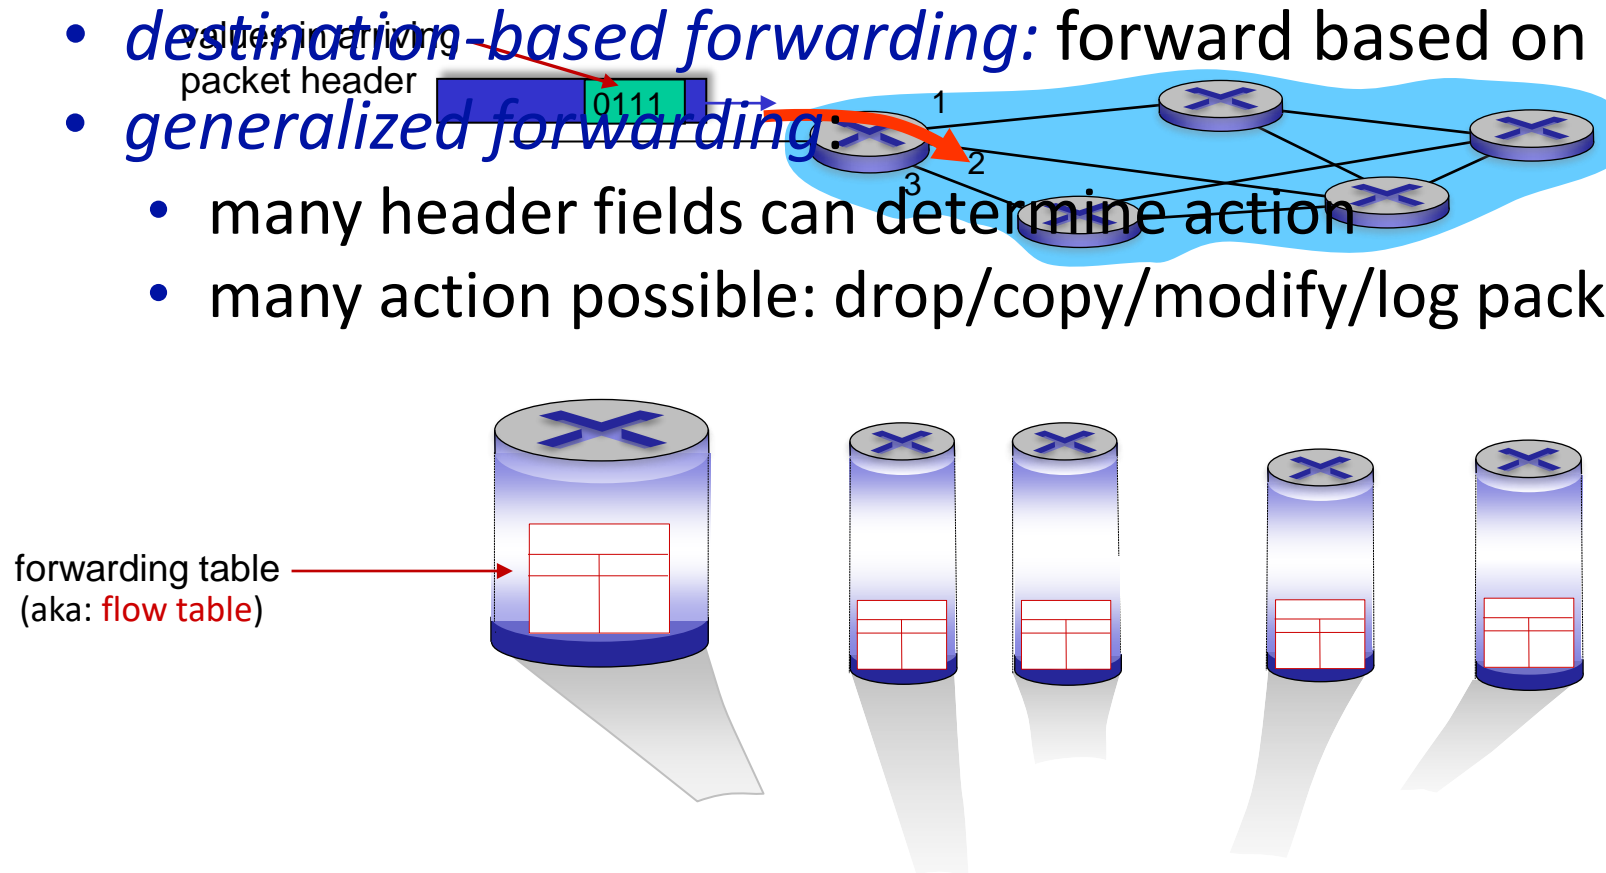 • destination-based forwarding: forward based on
values in arriving
packet header
0111
• generalized forwarding:
1
2
3
• many header fields can determine action
• many action possible: drop/copy/modify/log pack
forwarding table
(aka: flow table)